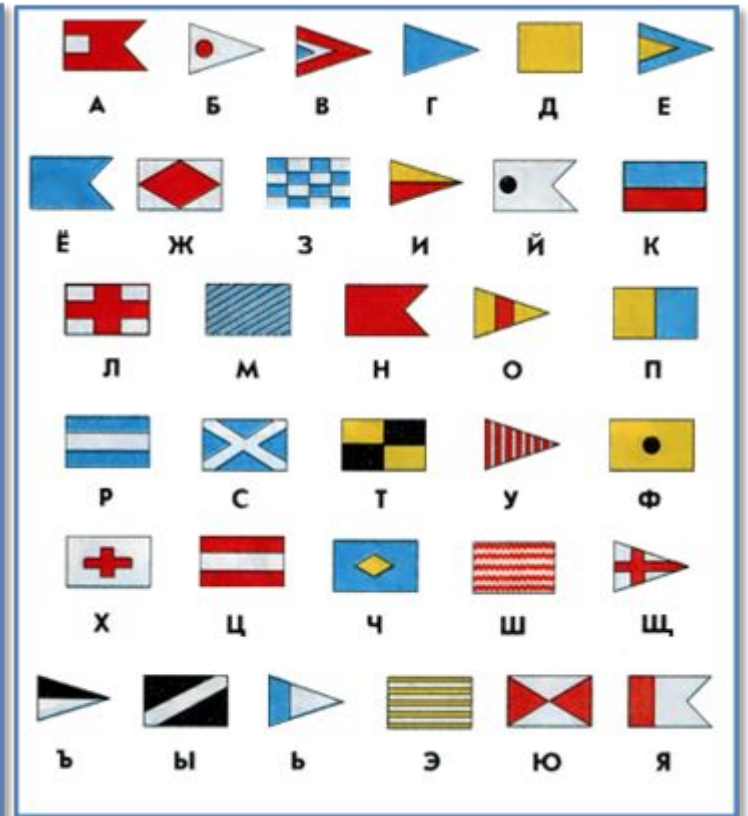 А Б В Г Д Е
Ё Ж З И Й К
Л М Н О П
Р С Т У Ф
Х Ц Ч Ш Щ
Ъ Ы Ь Э Ю Я